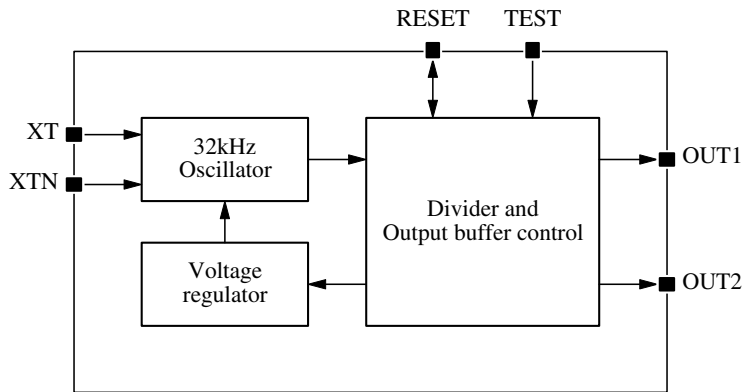 RESET
TEST
XT
32kHz
Oscillator
XTN
OUT1
Divider and
Output buffer control
Voltage
regulator
OUT2